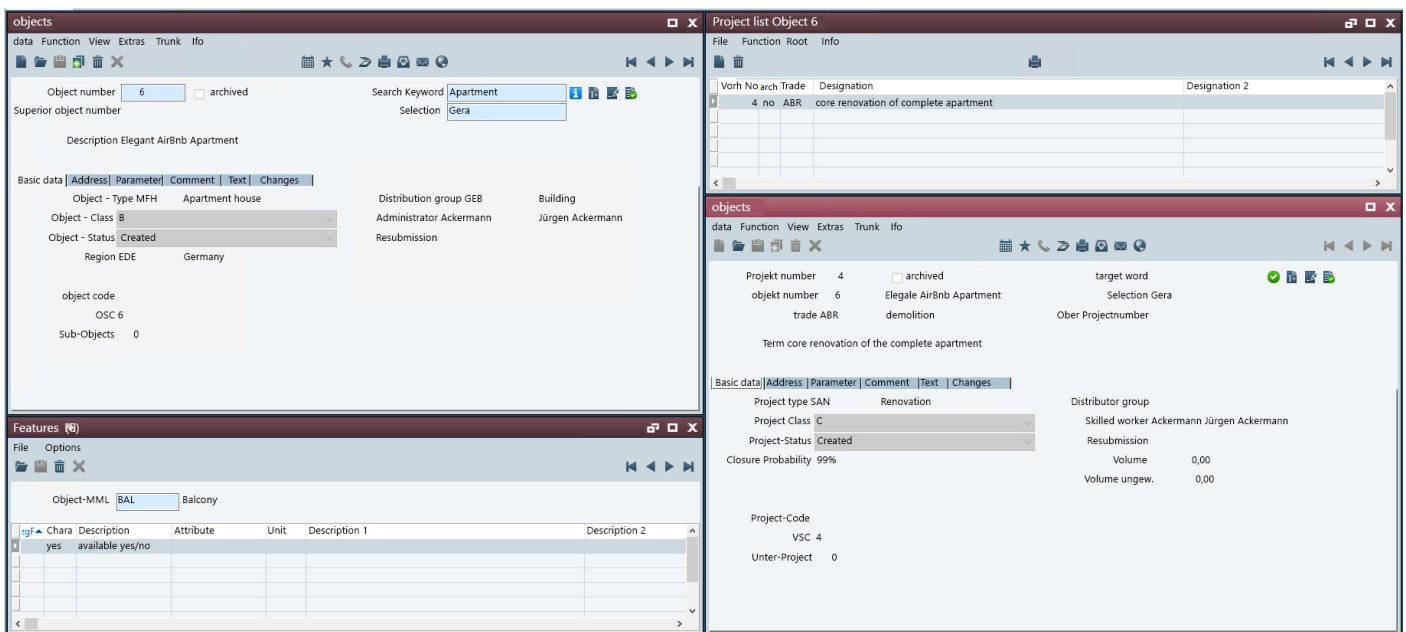 objects
data Function View Extras Trunk Ifo
Object number 6 archived Search Keyword Apartment
Superior object number Selection Gera
Description Elegant AirBnb Apartment
Basic data Address Parameter Comment Text Changes
Object - Type MFH Apartment house Distribution group GEB Building
Object - Class B Administrator Ackermann Jürgen Ackermann
Object - Status Created Resubmission
Region EDE Germany
object code
OSC 6
Sub-Objects 0
Features (6)
File Options
Object-MML BAL Balcony
rgF Chara Description Attribute Unit Description 1 Description 2
yes available yes/no
Project list Object 6
File Function Root Info
Vorh No arch Trade Designation Designation 2
4 no ABR core renovation of complete apartment
objects
data Function View Extras Trunk Ifo
Projekt number 4 archived target word
objekt number 6 Elegale AirBnb Apartment Selection Gera
trade ABR demolition Ober Projectnumber
Term core renovation of the complete apartment
Basic data Address Parameter Comment Text Changes
Project type SAN Renovation Distributor group
Project Class C Skilled worker Ackermann Jürgen Ackermann
Project-Status Created Resubmission
Closure Probability 99% Volume 0,00
Volume ungew. 0,00
Project-Code
VSC 4
Unter-Project 0